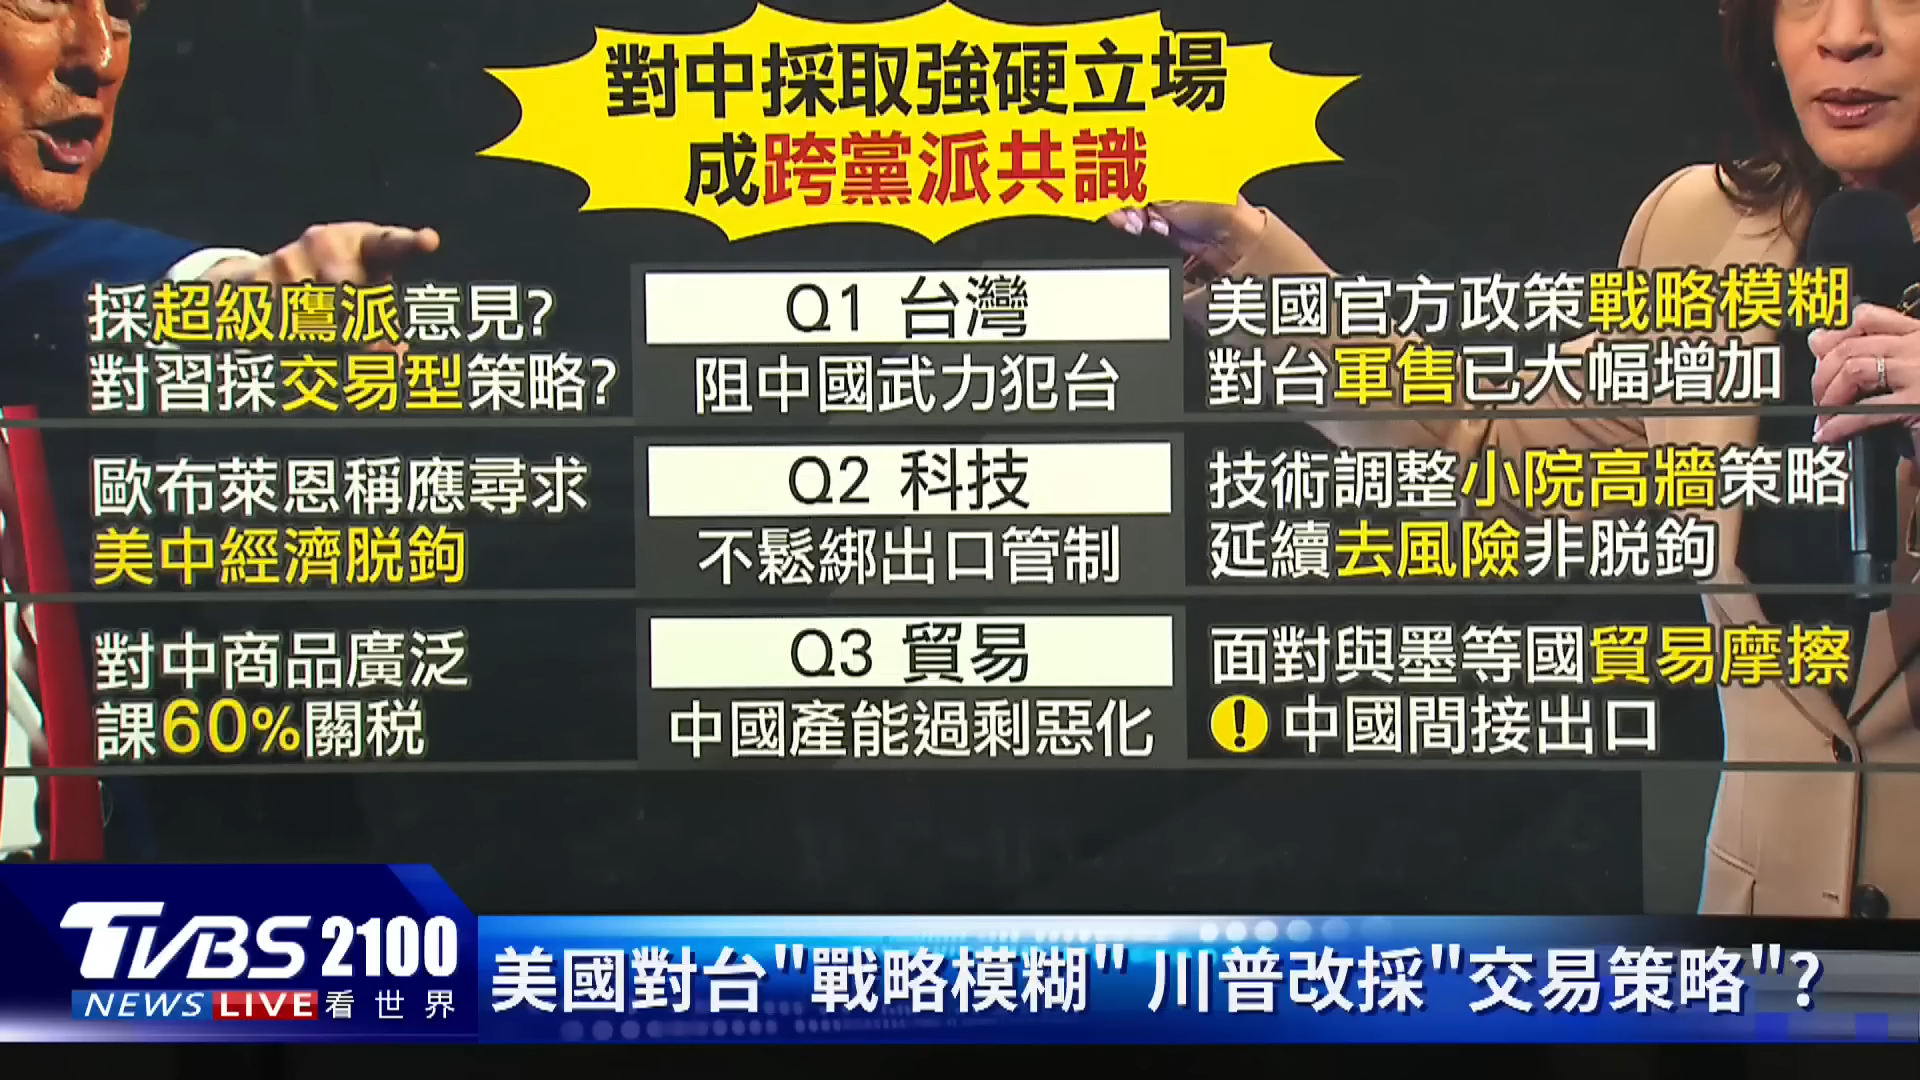 對中採取強硬立場
成跨黨派共識
採超級鷹派意見?
對習採交易型策略?
Q1 台灣
阻中國武力犯台
美國官方政策戰略模糊
對台軍售已大幅增加
歐布萊恩稱應尋求
美中經濟脫鉤
Q2 科技
不鬆綁出口管制
技術調整小院高牆策略
延續去風險非脫鉤
對中商品廣泛
課60%關稅
Q3 貿易
中國產能過剩惡化
面對與墨等國貿易摩擦
! 中國間接出口
TVBS 2100
NEWS LIVE 看世界
美國對台"戰略模糊" 川普改採"交易策略"?